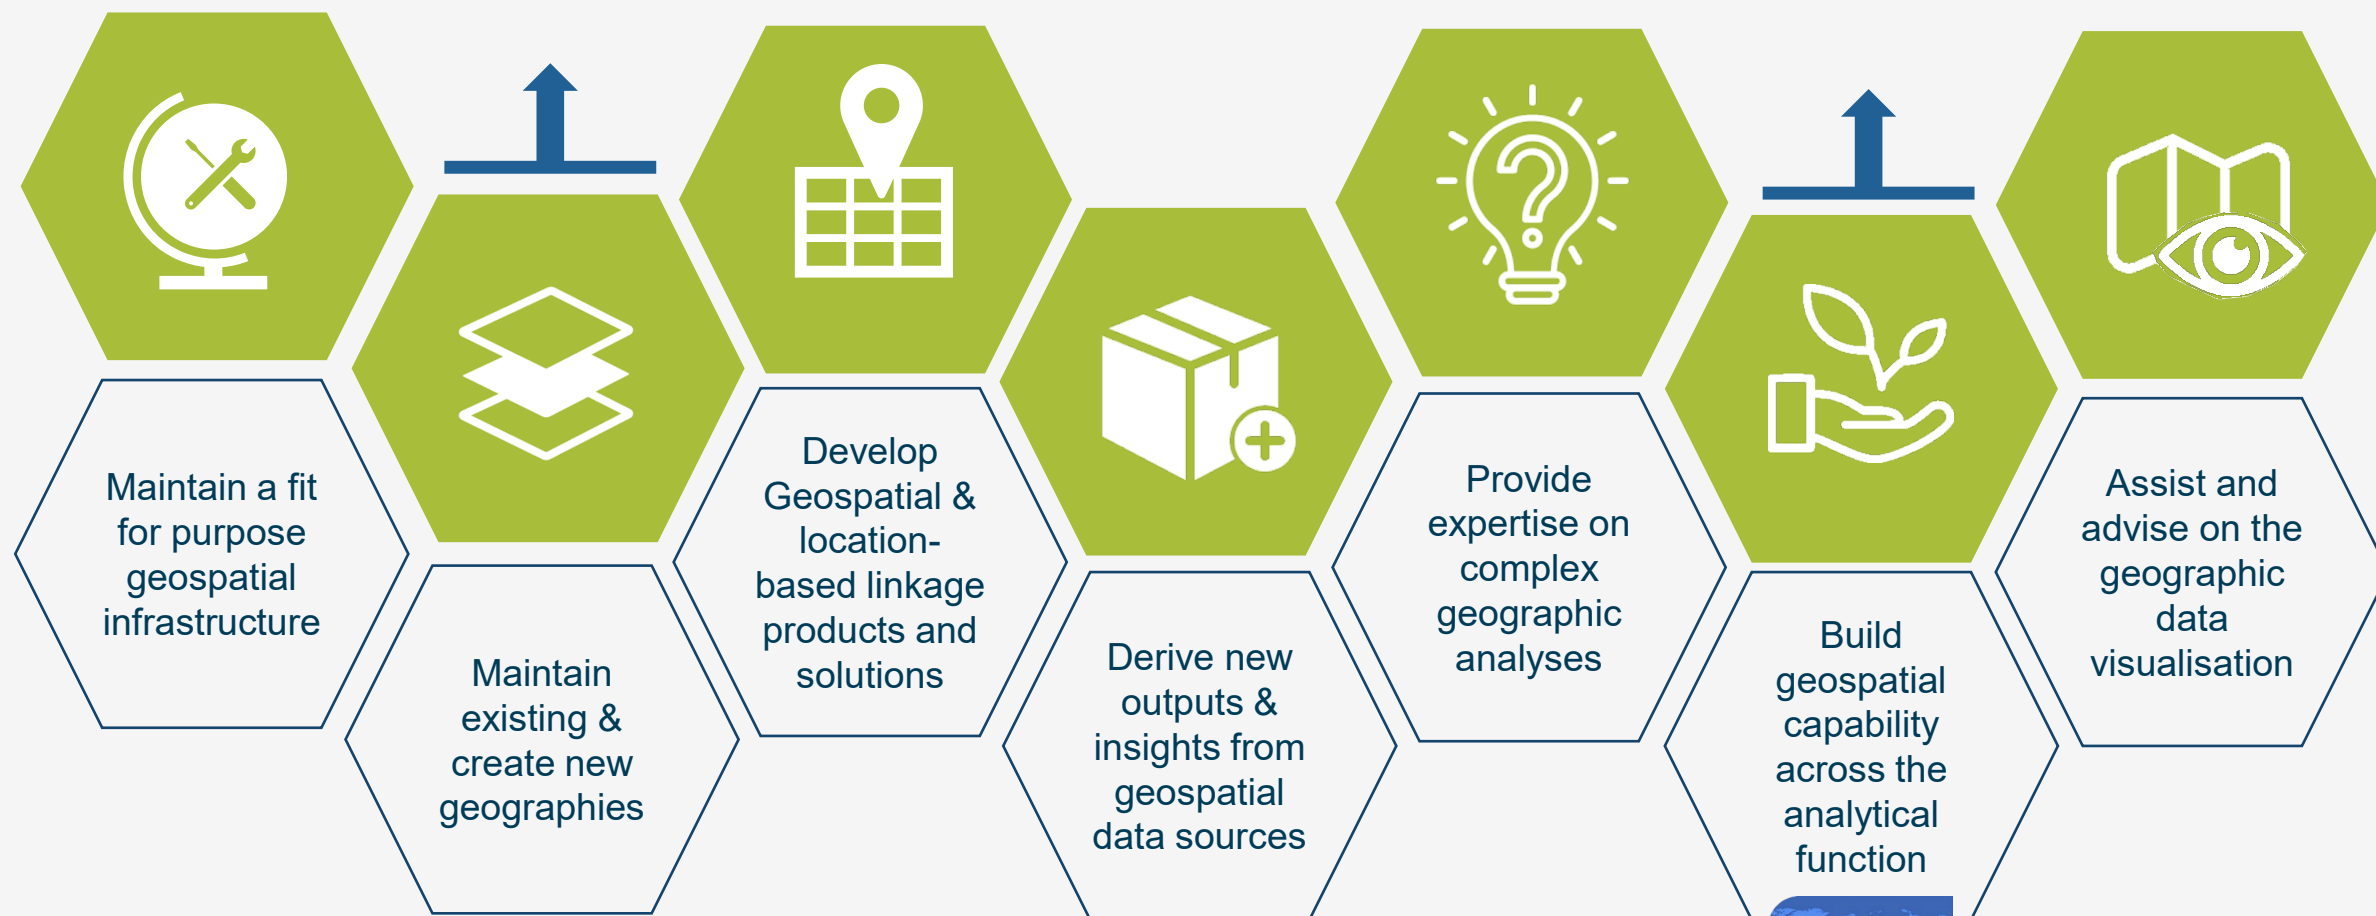 Maintain a fit
for purpose
geospatial
infrastructure
Maintain
existing &
create new
geographies
Develop
Geospatial &
location-
based linkage
products and
solutions
Derive new
outputs &
insights from
geospatial
data sources
Provide
expertise on
complex
geographic
analyses
Build
geospatial
capability
across the
analytical
function
Assist and
advise on the
geographic
data
visualisation